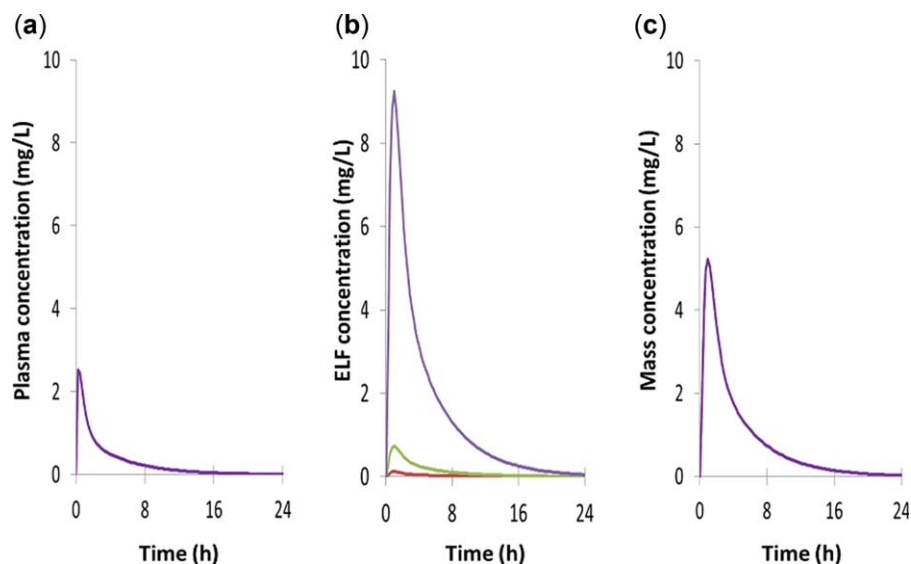 (a)
Plasma concentration (mg/L)
10
8
6
4
2
0
0 8 16 24
Time (h)
(b)
ELF concentration (mg/L)
10
8
6
4
2
0
0 8 16 24
Time (h)
(c)
Mass concentration (mg/L)
10
8
6
4
2
0
0 8 16 24
Time (h)